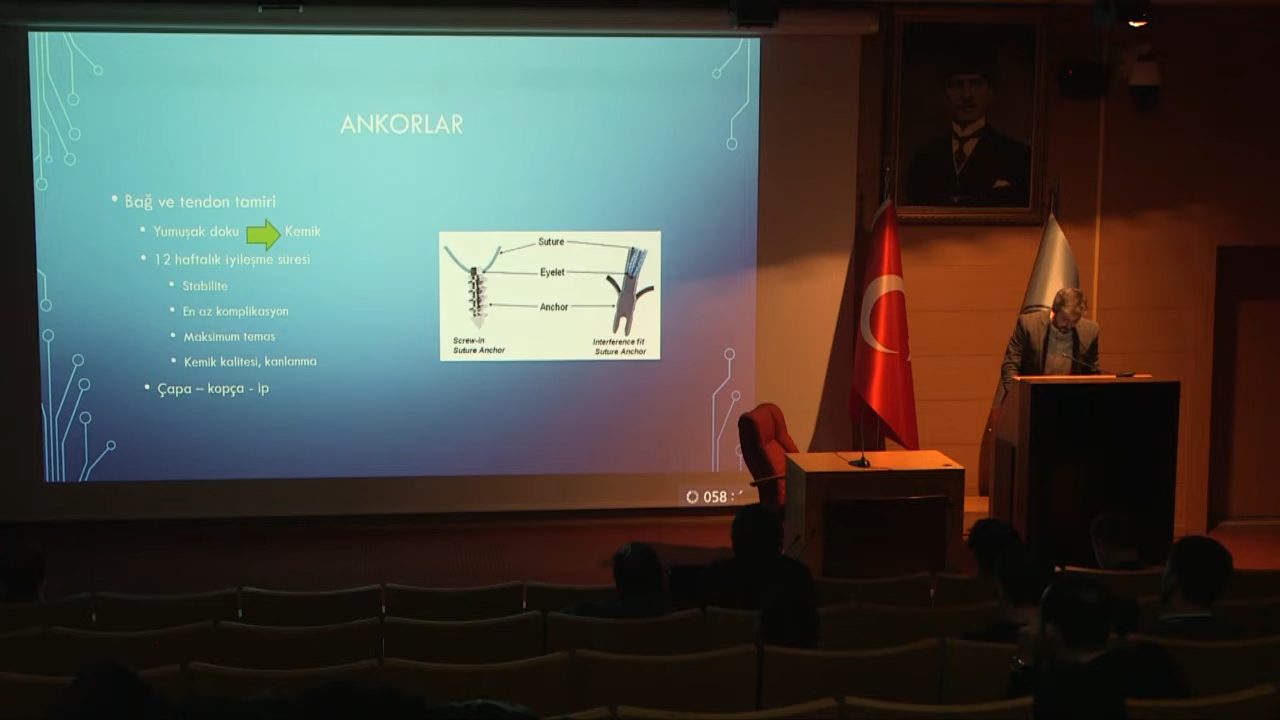 ANKORLAR
• Bağ ve tendon tamiri
• Yumuşak doku Kemik
• 12 haftalık iyileşme süresi
• Stabilite
• En az komplikasyon
• Maksimum temas
• Kemik kalitesi, kanlanma
• Çapa – kopça - ip
Suture
Eyelet
Anchor
Screw-in
Suture Anchor
Interference fit
Suture Anchor
058 :